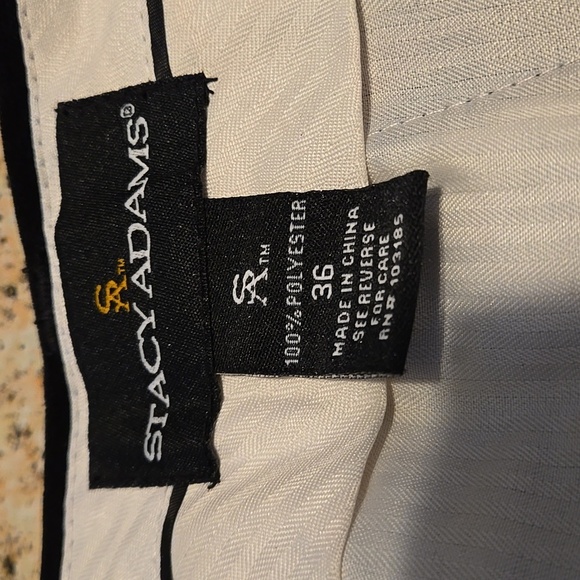 SA™
STACY ADAMS®
SA™
100% POLYESTER
36
MADE IN CHINA
SEE REVERSE
FOR CARE
RN# 103185